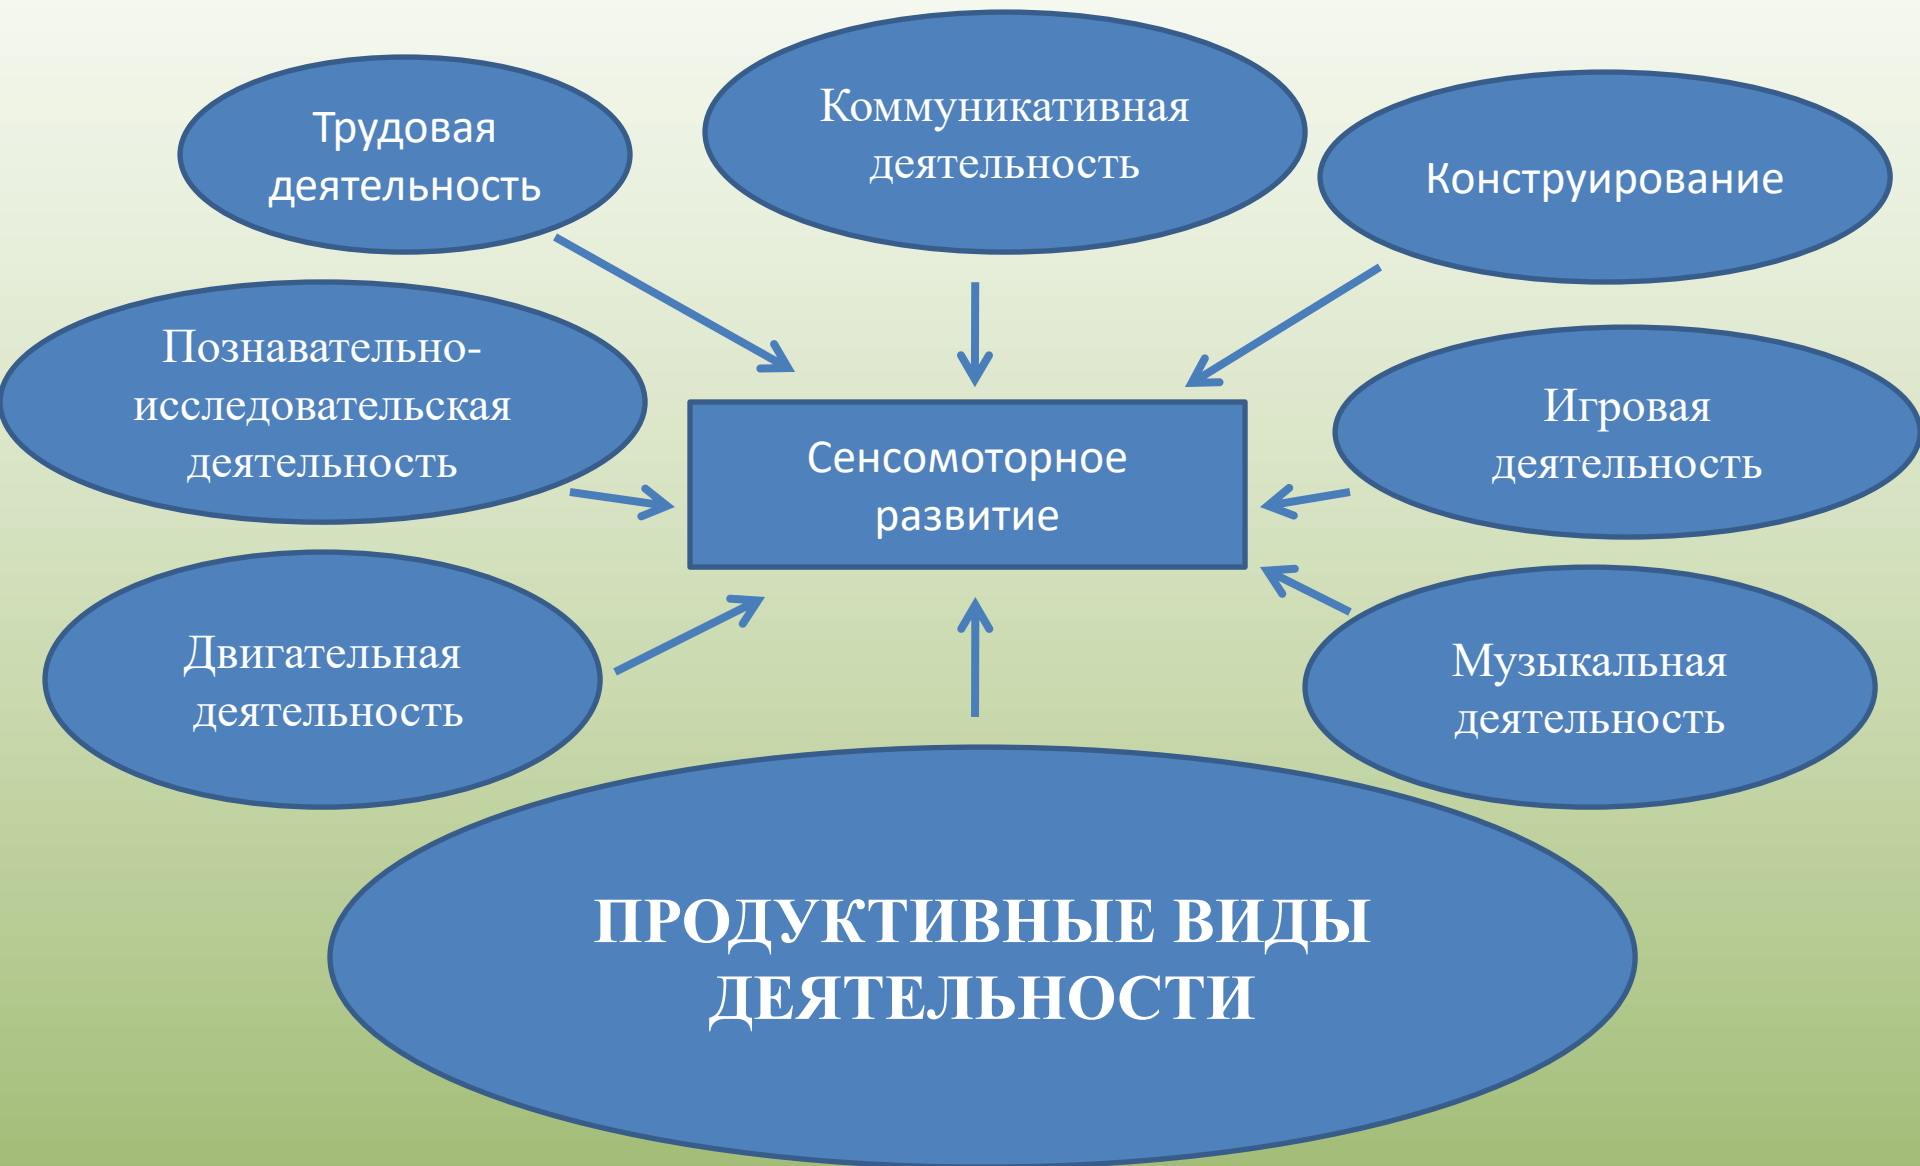 Трудовая
деятельность
Коммуникативная
деятельность
Конструирование
Познавательно-
исследовательская
деятельность
Сенсомоторное
развитие
Игровая
деятельность
Двигательная
деятельность
Музыкальная
деятельность
ПРОДУКТИВНЫЕ ВИДЫ
ДЕЯТЕЛЬНОСТИ